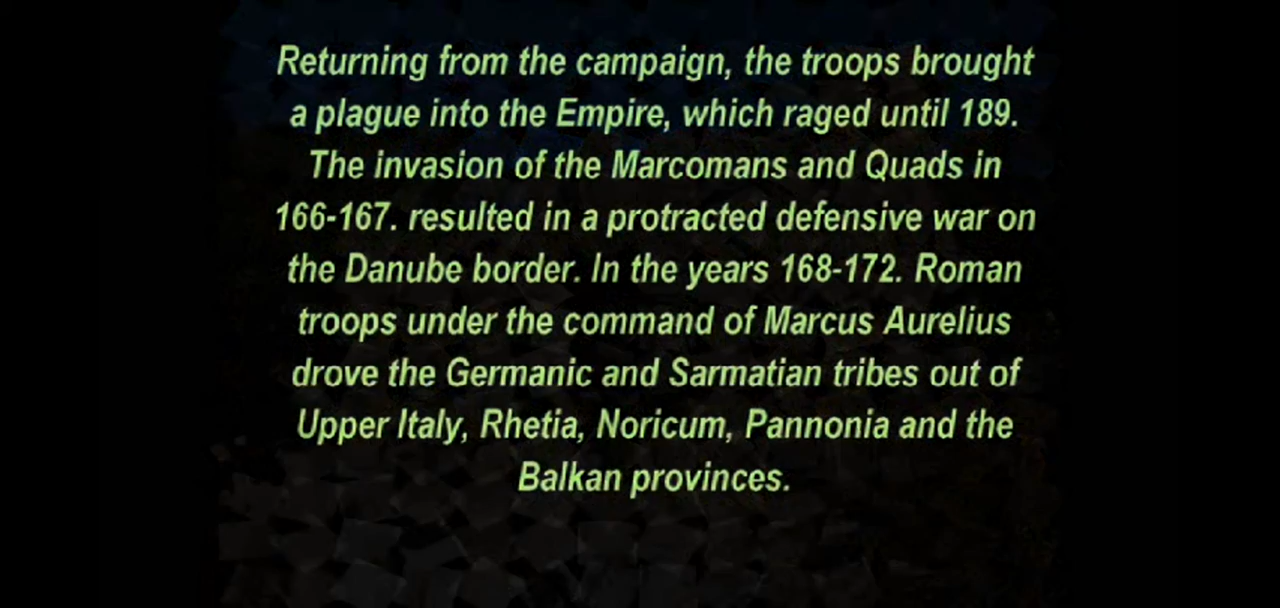 Returning from the campaign, the troops brought
a plague into the Empire, which raged until 189.
The invasion of the Marcomans and Quads in
166-167. resulted in a protracted defensive war on
the Danube border. In the years 168-172. Roman
troops under the command of Marcus Aurelius
drove the Germanic and Sarmatian tribes out of
Upper Italy, Rhetia, Noricum, Pannonia and the
Balkan provinces.